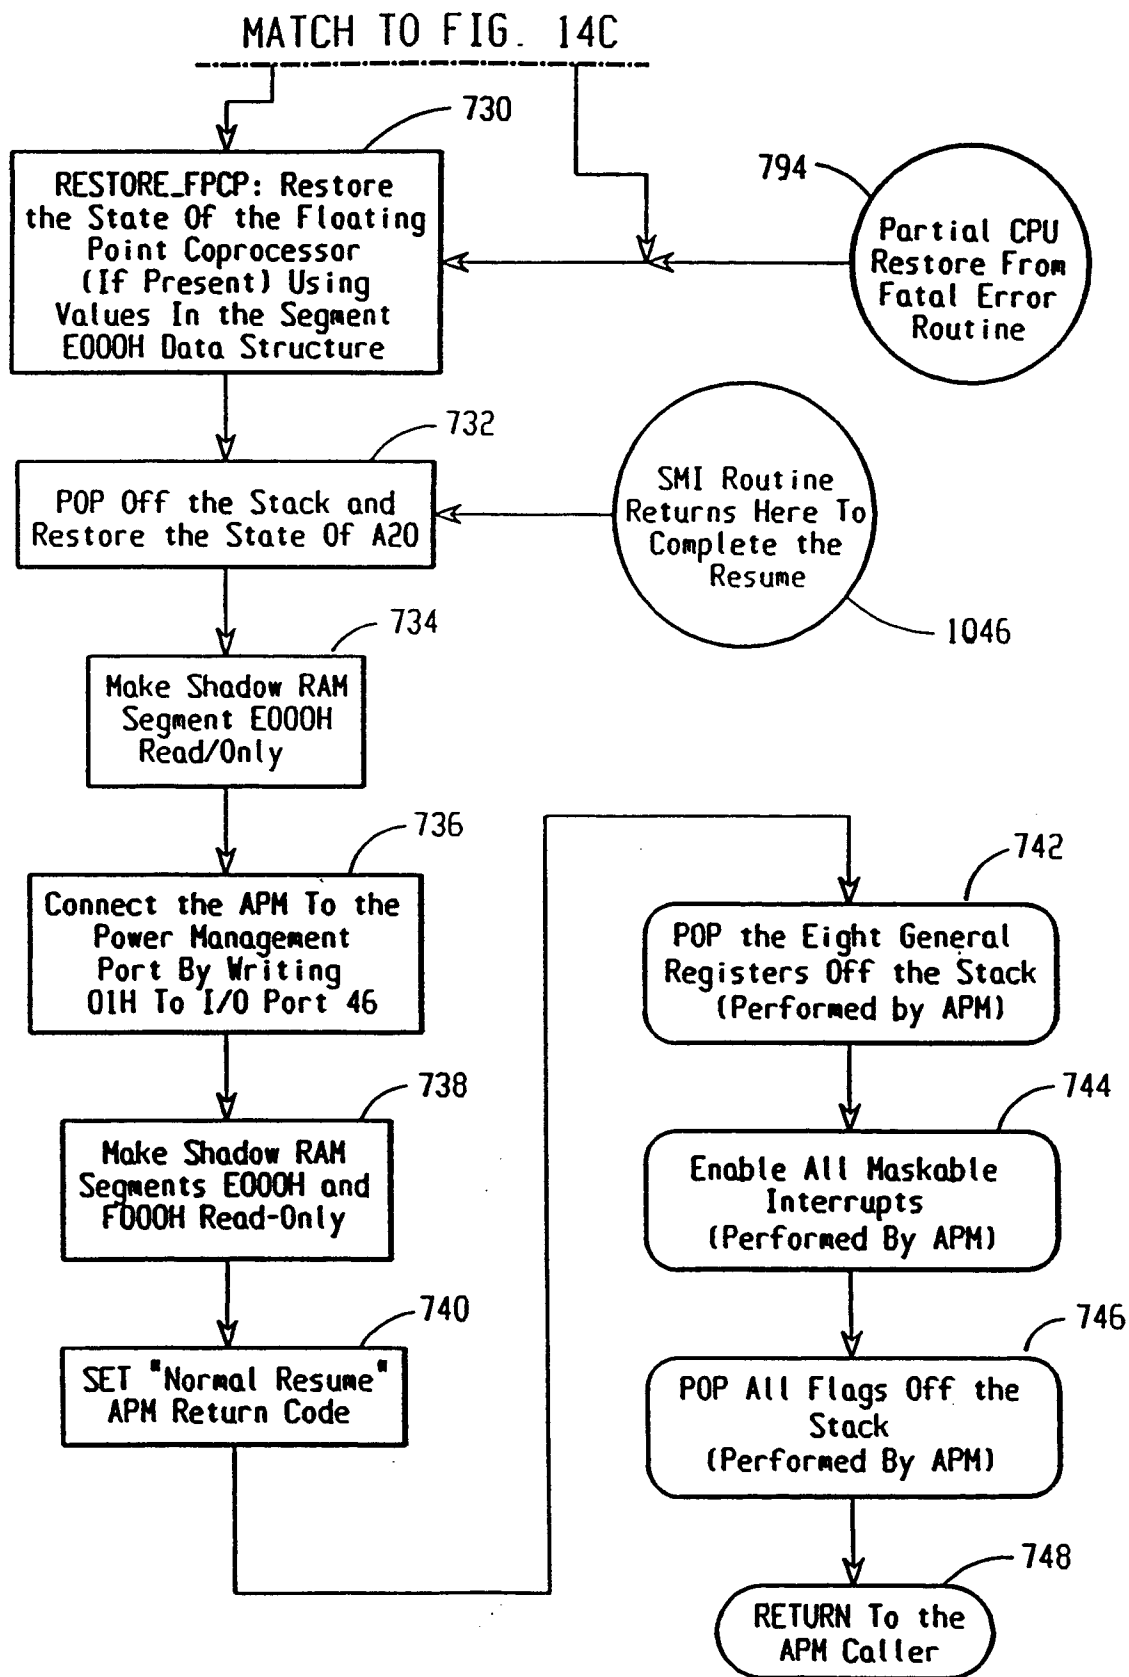 MATCH TO FIG. 14C
730
RESTORE_FPCP: Restore
the State Of the Floating
Point Coprocessor
(If Present) Using
Values In the Segment
E000H Data Structure
794
Partial CPU
Restore From
Fatal Error
Routine
732
POP Off the Stack and
Restore the State Of A20
SMI Routine
Returns Here To
Complete the
Resume
1046
734
Make Shadow RAM
Segment E000H
Read/Only
736
Connect the APM To the
Power Management
Port By Writing
01H To I/O Port 46
738
Make Shadow RAM
Segments E000H and
F000H Read-Only
740
SET "Normal Resume"
APM Return Code
742
POP the Eight General
Registers Off the Stack
(Performed by APM)
744
Enable All Maskable
Interrupts
(Performed By APM)
746
POP All Flags Off the
Stack
(Performed By APM)
748
RETURN To the
APM Caller